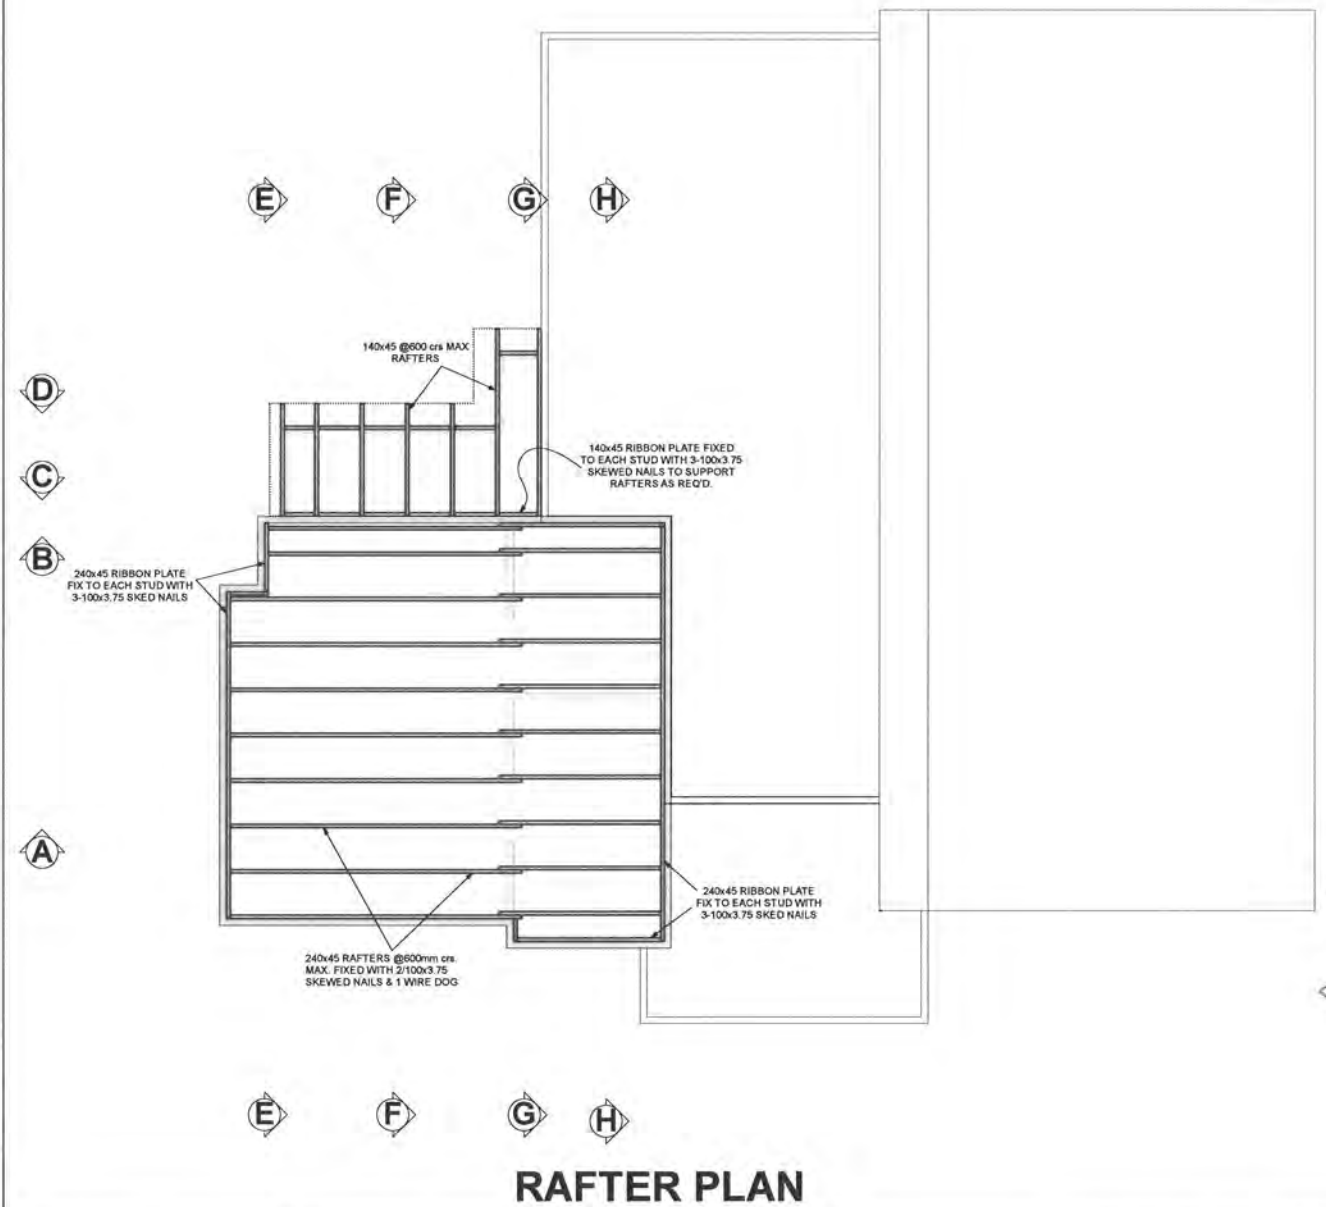 E
F
G
H
140x45 @600 crs MAX
RAFTERS
D
140x45 RIBBON PLATE FIXED
TO EACH STUD WITH 3-100x3.75
SKEWED NAILS TO SUPPORT
RAFTERS AS REQ'D.
C
B
240x45 RIBBON PLATE
FIX TO EACH STUD WITH
3-100x3.75 SKED NAILS
A
240x45 RIBBON PLATE
FIX TO EACH STUD WITH
3-100x3.75 SKED NAILS
240x45 RAFTERS @600mm crs.
MAX. FIXED WITH 2/100x3.75
SKEWED NAILS & 1 WIRE DOG
E
F
G
H
RAFTER PLAN